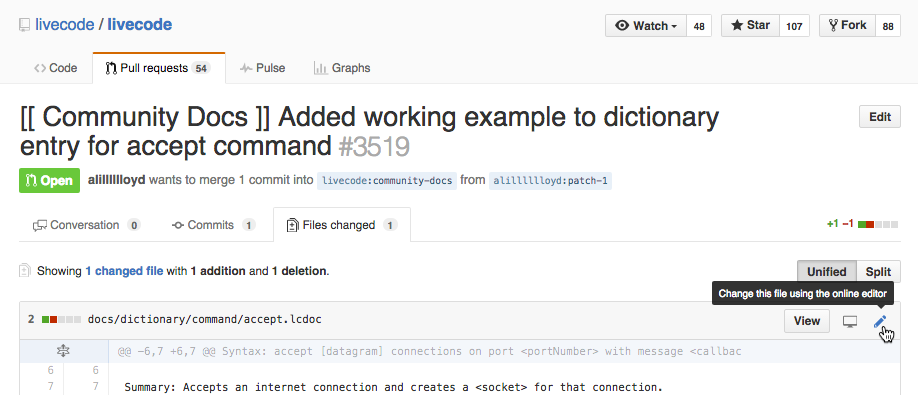 livecode / livecode
Watch 48 Star 107 Fork 88
Code Pull requests 54 Pulse Graphs
[[ Community Docs ]] Added working example to dictionary
entry for accept command #3519
Edit
Open alilllllloyd wants to merge 1 commit into livecode:community-docs from alilllllloyd:patch-1
Conversation 0 Commits 1 Files changed 1 +1 −1
Showing 1 changed file with 1 addition and 1 deletion.
Unified Split
Change this file using the online editor
2 docs/dictionary/command/accept.lcdoc View
@@ -6,7 +6,7 @@ Syntax: accept [datagram] connections on port <portNumber> with message <callbac
6 6
7 7 Summary: Accepts an internet connection and creates a <socket> for that connection.